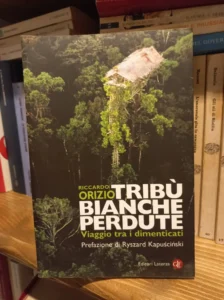 RICCARDO
ORIZIO TRIBÙ
BIANCHE
PERDUTE
Viaggio tra i dimenticati
Prefazione di Ryszard Kapuściński
Editori Laterza